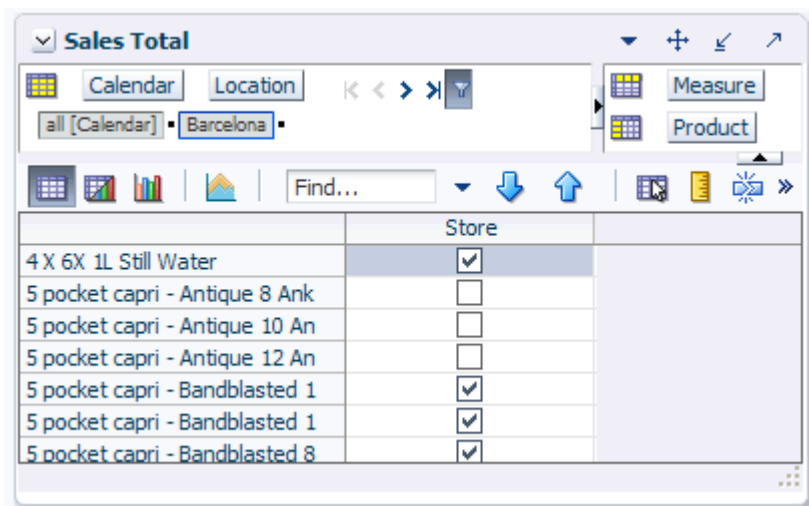 Sales Total
Calendar Location
Measure
all [Calendar] Barcelona
Product
Find...
Store
4 X 6X 1L Still Water
5 pocket capri - Antique 8 Ank
5 pocket capri - Antique 10 An
5 pocket capri - Antique 12 An
5 pocket capri - Bandblasted 1
5 pocket capri - Bandblasted 1
5 pocket capri - Bandblasted 8